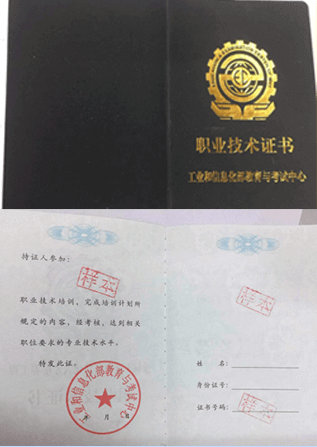 职业技术证书
工业和信息化部教育与考试中心
持证人参加:
样本
职业技术培训,完成培训计划所
规定的内容,经考核,达到相关
职位要求的专业技术水平。
特发此证。
工业和信息化部教育与考试中心
年 月 日
样本
姓 名:
身份证号:
证书号码:
样本